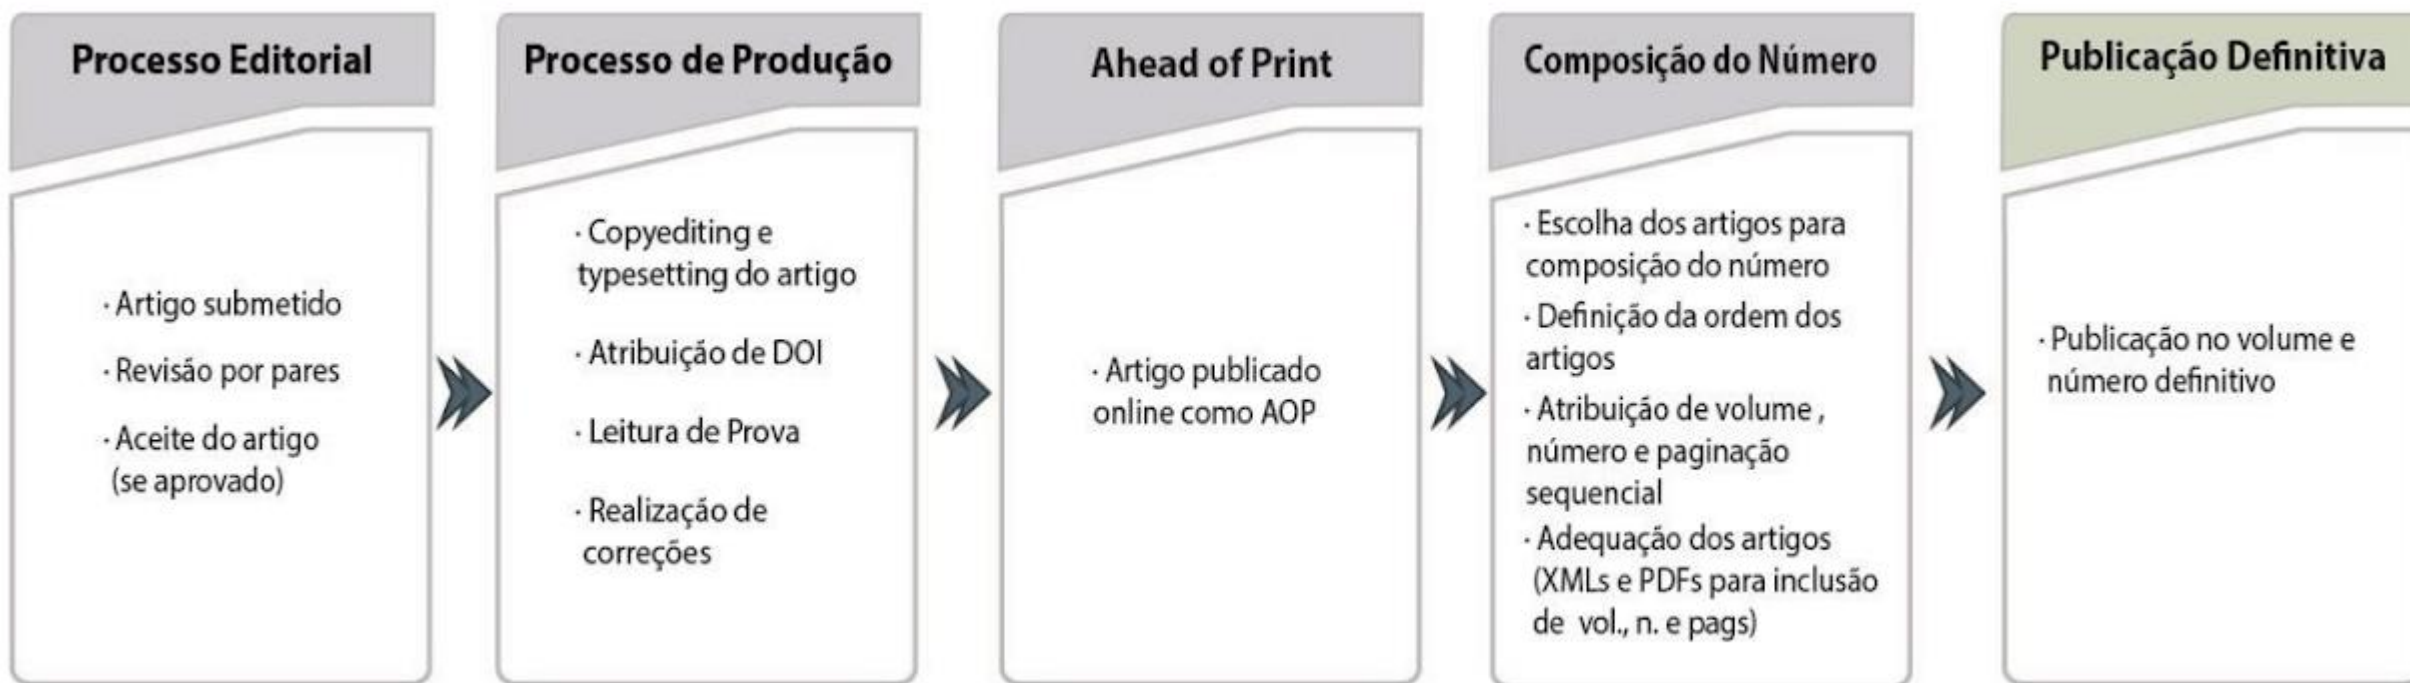 Processo Editorial
· Artigo submetido
· Revisão por pares
· Aceite do artigo
(se aprovado)
Processo de Produção
· Copyediting e
typesetting do artigo
· Atribuição de DOI
· Leitura de Prova
· Realização de
correções
Ahead of Print
· Artigo publicado
online como AOP
Composição do Número
· Escolha dos artigos para
composição do número
· Definição da ordem dos
artigos
· Atribuição de volume ,
número e paginação
sequencial
· Adequação dos artigos
(XMLs e PDFs para inclusão
de vol., n. e pags)
Publicação Definitiva
· Publicação no volume e
número definitivo